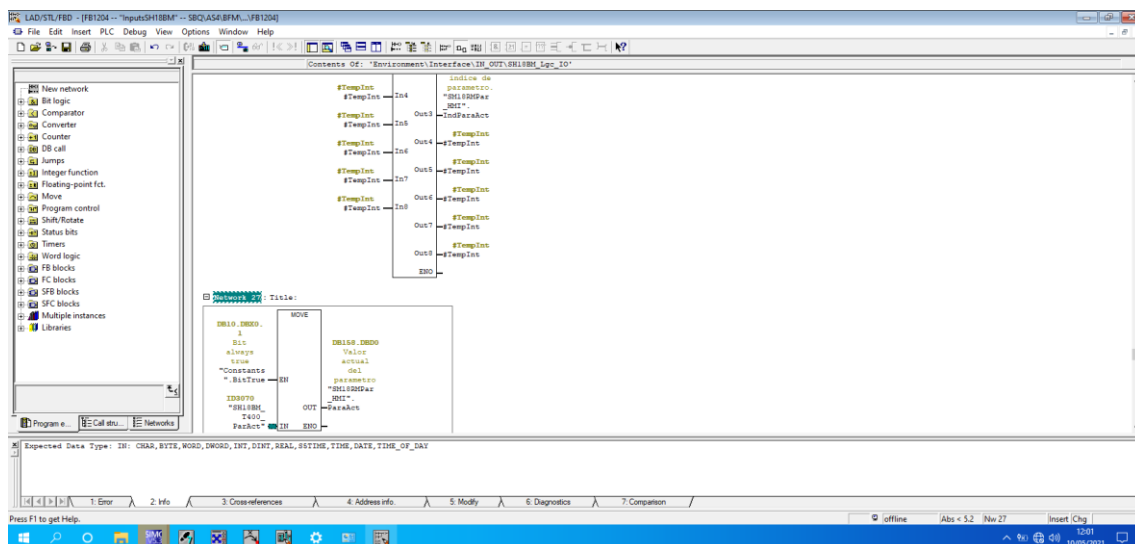 LAD/STL/FBD - [FB1204 -- "InputsSH18BM" -- SBQ\AS4\BFM\...\FB1204]
File Edit Insert PLC Debug View Options Window Help
Contents Of: 'Environment\Interface\IN_OUT\SH18BM_Lgc_IO'
New network
Bit logic
Comparator
Converter
Counter
DB call
Jumps
Integer function
Floating-point fct.
Move
Program control
Shift/Rotate
Status bits
Timers
Word logic
FB blocks
FC blocks
SFB blocks
SFC blocks
Multiple instances
Libraries
Program e...
Call stru...
Networks
#TempInt
#TempInt In4
#TempInt
#TempInt In5
#TempInt
#TempInt In6
#TempInt
#TempInt In7
#TempInt
#TempInt In8
indice de
parametro.
"SH18RMPar
_HMI".
Out3 IndParaAct
#TempInt
Out4 #TempInt
#TempInt
Out5 #TempInt
#TempInt
Out6 #TempInt
#TempInt
Out7 #TempInt
#TempInt
Out8 #TempInt
ENO
Network 27: Title:
MOVE
DB10.DBX0.
1
Bit
always
true
"Constants
".BitTrue EN
ID3070
"SH18BM_
T400_
ParAct" IN
DB158.DBD0
Valor
actual
del
parametro
"SH18RMPar
_HMI".
OUT ParaAct
ENO
Expected Data Type: IN: CHAR,BYTE,WORD,DWORD,INT,DINT,REAL,S5TIME,TIME,DATE,TIME_OF_DAY
1: Error 2: Info 3: Cross-references 4: Address info. 5: Modify 6: Diagnostics 7: Comparison
Press F1 to get Help.
offline Abs < 5.2 Nw 27 Insert Chg
12:01
10/05/2021